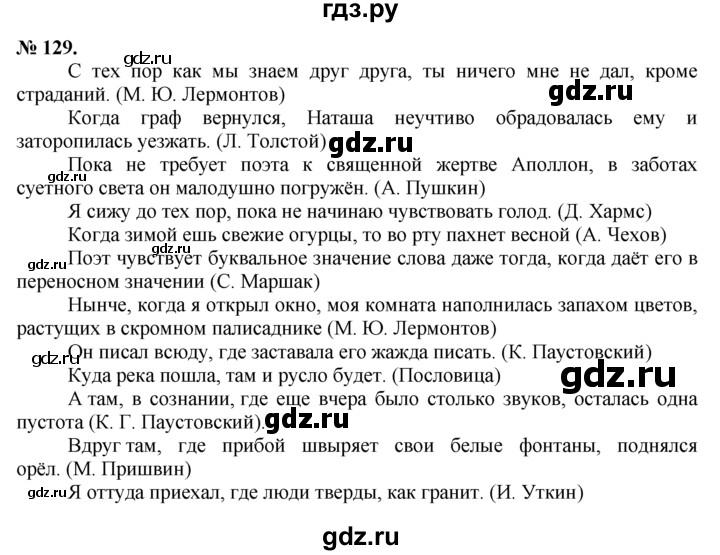 гдз.ру
№ 129.
gdz.ru
gdz.ru
С тех пор как мы знаем друг друга, ты ничего мне не дал, кроме
страданий. (М. Ю. Лермонтов)
gdz.ru
Когда граф вернулся, Наташа неучтиво обрадовалась ему и
заторопилась уезжать. (Л. Толстой)
gdz.ru
Пока не требует поэта к священной жертве Аполлон, в заботах
gdz.ru
суетного света он малодушно погружён. (А. Пушкин)
Я сижу до тех пор, пока не начинаю чувствовать голод. (Д. Хармс)
Когда зимой ешь свежие огурцы, то во рту пахнет весной (А. Чехов)
gdz.ru
Поэт чувствует буквальное значение слова даже тогда, когда даёт его в
переносном значении (С. Маршак)
Нынче, когда я открыл окно, моя комната наполнилась запахом цветов,
растущих в скромном палисаднике (М. Ю. Лермонтов)
Он писал всюду, где заставала его жажда писать. (К. Паустовский)
gdz.ru
Куда река пошла, там и русло будет. (Пословица)
gdz.ru
А там, в сознании, где еще вчера было столько звуков, осталась одна
пустота (К. Г. Паустовский).
gdz.ru
Вдруг там, где прибой швыряет свои белые фонтаны, поднялся
gdz.ru
орёл. (М. Пришвин)
gdz.ru
Я оттуда приехал, где люди тверды, как гранит. (И. Уткин)
gdz.ru